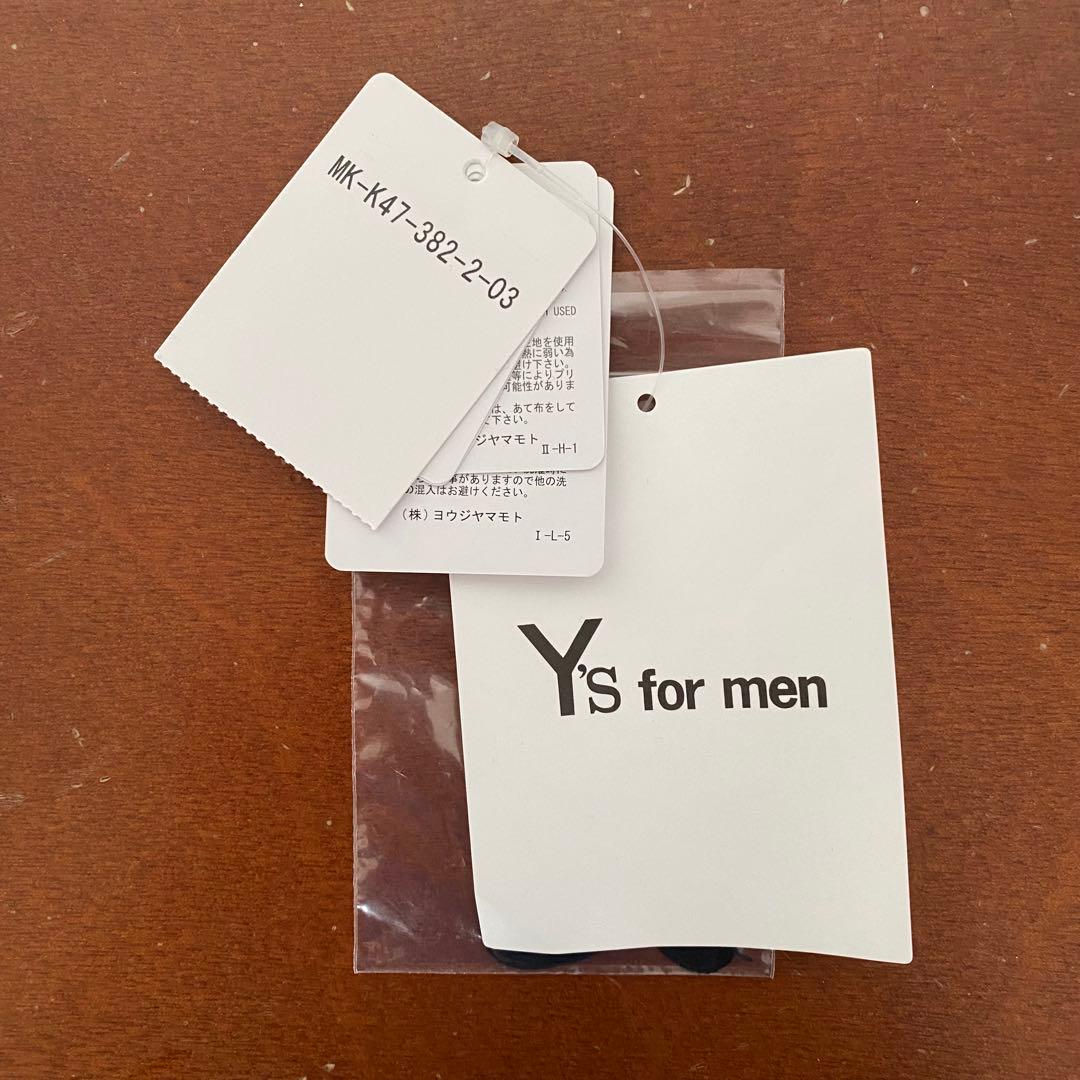 MK-K47-382-2-03
USED
地を使用
熱に弱い為
避け下さい。
等によりプリ
可能性がありま
は、あて布をして
下さい。
ジヤマモト
Ⅱ-H-1
事がありますので他の洗
の混入はお避けください。
(株)ヨウジヤマモト
I-L-5
Y's for men